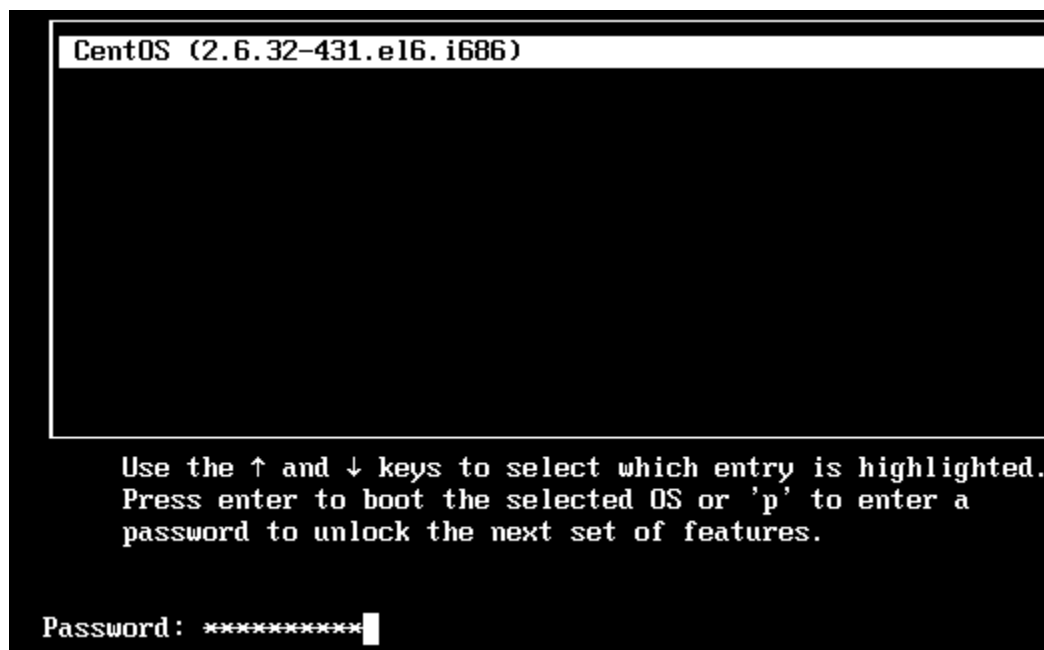 CentOS (2.6.32-431.el6.i686)
Use the ↑ and ↓ keys to select which entry is highlighted.
Press enter to boot the selected OS or 'p' to enter a
password to unlock the next set of features.
Password: **********